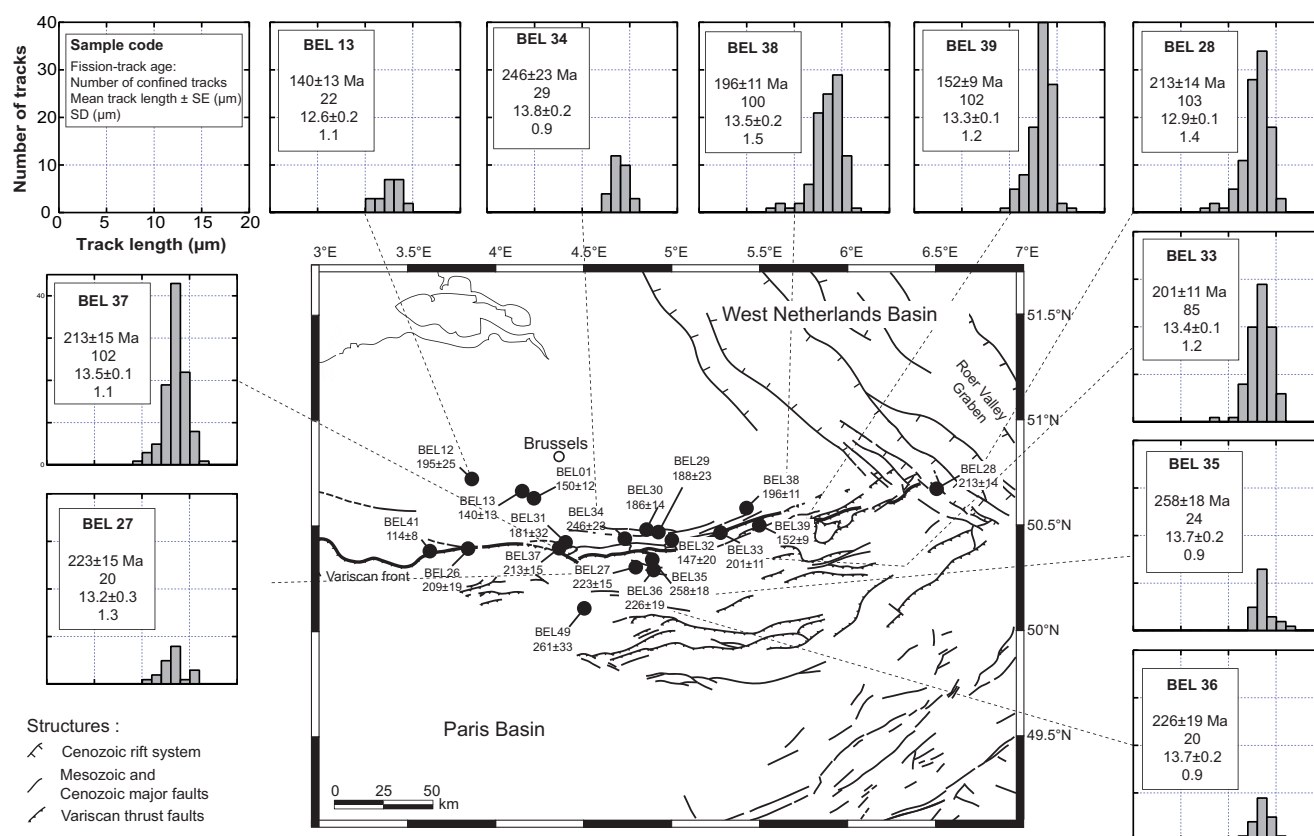 40
30
20
10
0
Number of tracks
0 5 10 15 20
Track length (µm)
Sample code
Fission-track age:
Number of confined tracks
Mean track length ± SE (µm)
SD (µm)
BEL 13
140±13 Ma
22
12.6±0.2
1.1
BEL 34
246±23 Ma
29
13.8±0.2
0.9
BEL 38
196±11 Ma
100
13.5±0.2
1.5
BEL 39
152±9 Ma
102
13.3±0.1
1.2
BEL 28
213±14 Ma
103
12.9±0.1
1.4
BEL 37
213±15 Ma
102
13.5±0.1
1.1
40
0
BEL 27
223±15 Ma
20
13.2±0.3
1.3
BEL 33
201±11 Ma
85
13.4±0.1
1.2
BEL 35
258±18 Ma
24
13.7±0.2
0.9
BEL 36
226±19 Ma
20
13.7±0.2
0.9
3°E 3.5°E 4°E 4.5°E 5°E 5.5°E 6°E 6.5°E 7°E
51.5°N
51°N
50.5°N
50°N
49.5°N
West Netherlands Basin
Roer Valley
Graben
Brussels
BEL12
195±25
BEL01
150±12
BEL13
140±13
BEL29
188±23
BEL30
186±14
BEL38
196±11
BEL28
213±14
BEL41
114±8
BEL31
181±32
BEL34
246±23
BEL39
152±9
BEL26
209±19
BEL37
213±15
BEL32
147±20
BEL33
201±11
BEL27
223±15
BEL35
258±18
BEL36
226±19
BEL49
261±33
Variscan front
Paris Basin
0 25 50
km
Structures :
Cenozoic rift system
Mesozoic and
Cenozoic major faults
Variscan thrust faults